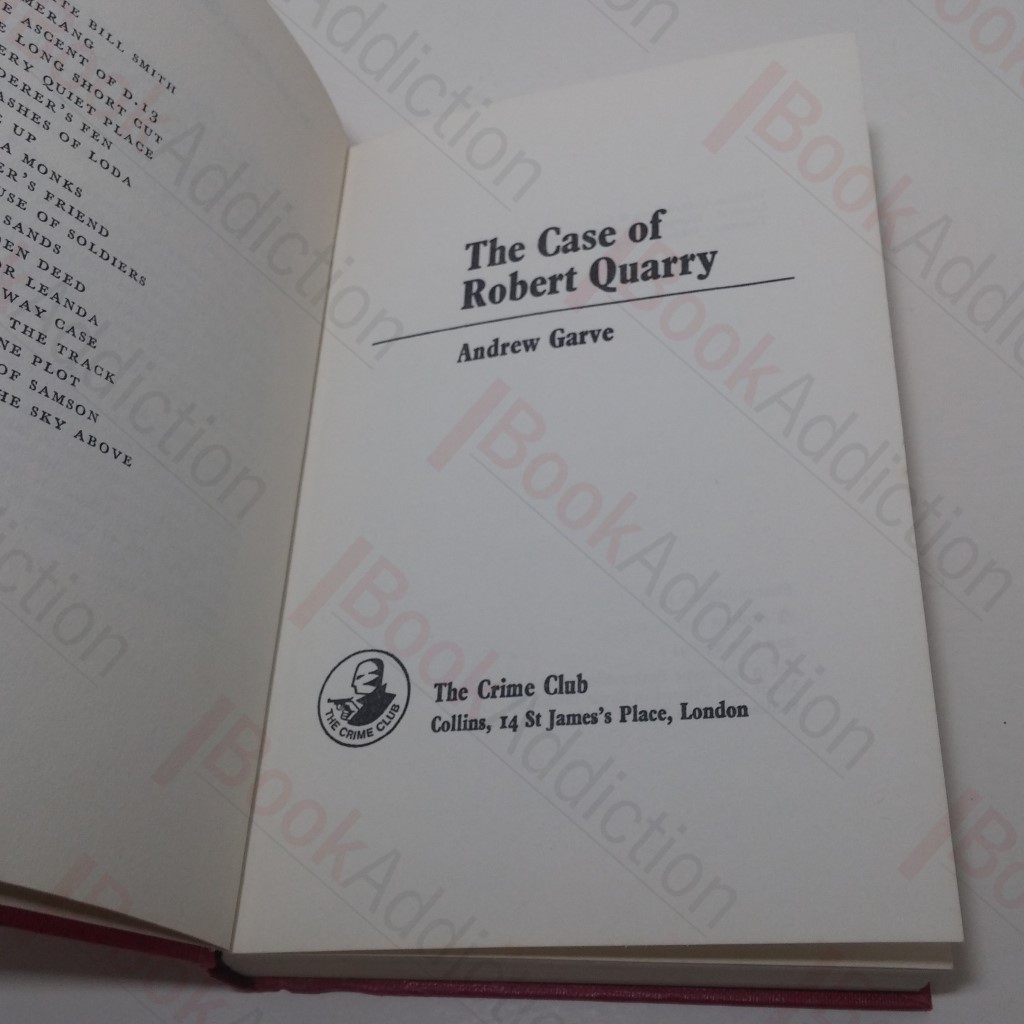 BILL SMITH
ASCENT OF D.13
LONG SHORT CUT
QUIET PLACE
FEN
OF LODA
UP
A MONKS
FRIEND
OF SOLDIERS
SANDS
DEED
LEANDA
WAY CASE
THE TRACK
PLOT
OF SAMSON
SKY ABOVE
The Case of
Robert Quarry
Andrew Garve
THE CRIME CLUB
The Crime Club
Collins, 14 St James's Place, London
BookAddiction